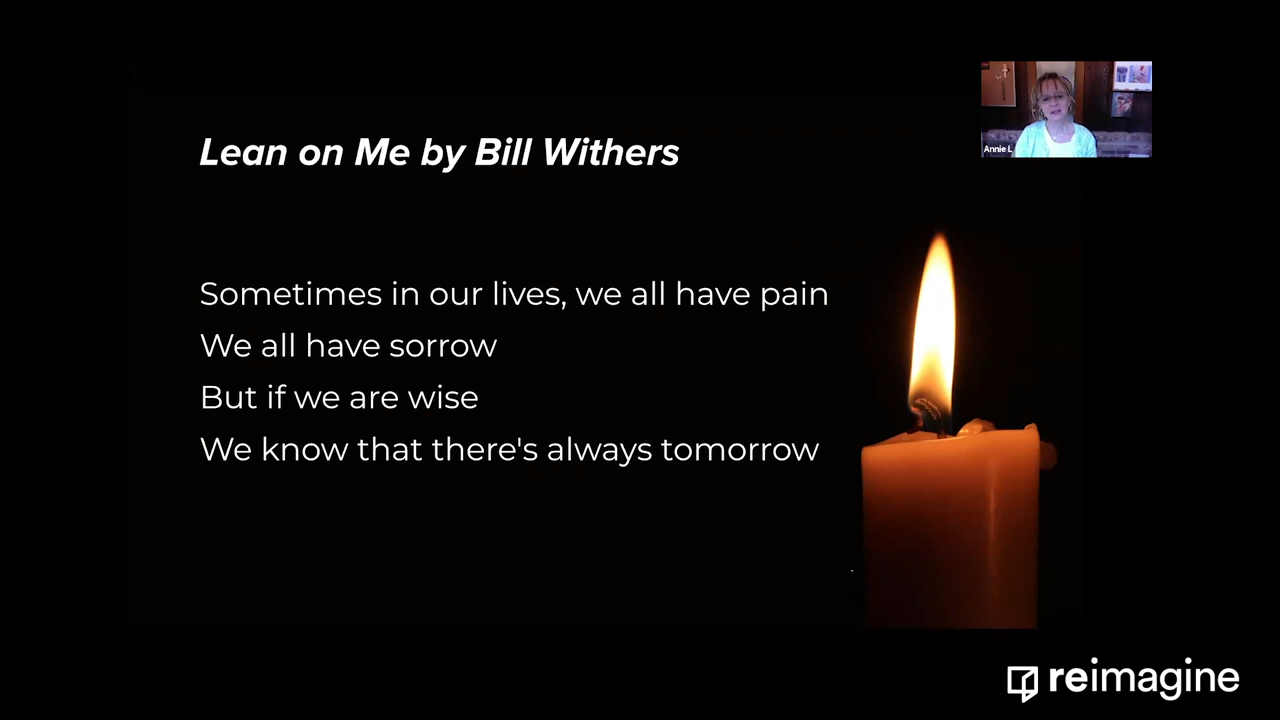 Lean on Me by Bill Withers
Annie L
Sometimes in our lives, we all have pain
We all have sorrow
But if we are wise
We know that there's always tomorrow
reimagine